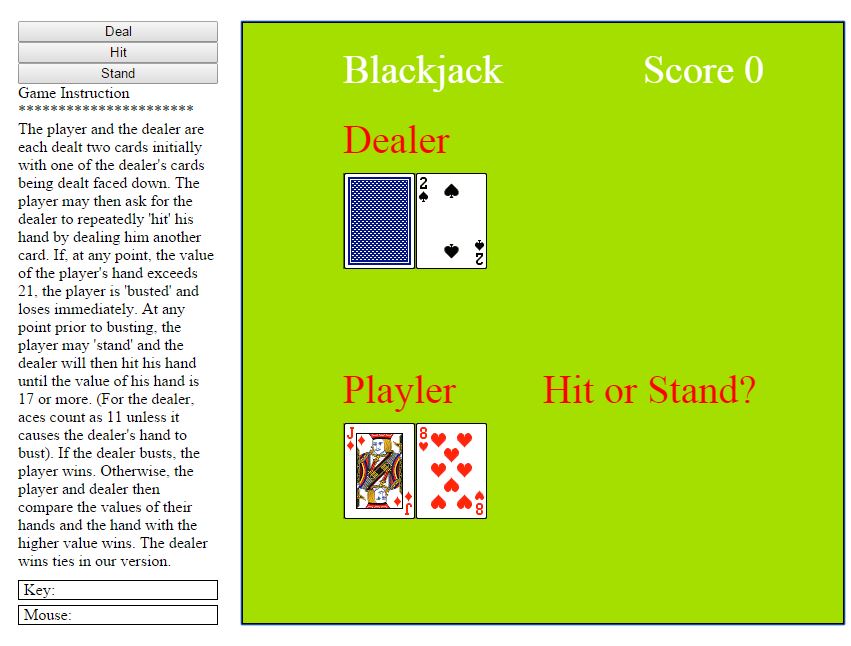 Deal
Hit
Stand
Game Instruction
**********************
The player and the dealer are
each dealt two cards initially
with one of the dealer's cards
being dealt faced down. The
player may then ask for the
dealer to repeatedly 'hit' his
hand by dealing him another
card. If, at any point, the value
of the player's hand exceeds
21, the player is 'busted' and
loses immediately. At any
point prior to busting, the
player may 'stand' and the
dealer will then hit his hand
until the value of his hand is
17 or more. (For the dealer,
aces count as 11 unless it
causes the dealer's hand to
bust). If the dealer busts, the
player wins. Otherwise, the
player and dealer then
compare the values of their
hands and the hand with the
higher value wins. The dealer
wins ties in our version.
Key:
Mouse:
Blackjack Score 0
Dealer
2
2
Playler Hit or Stand?
J 8
J 8